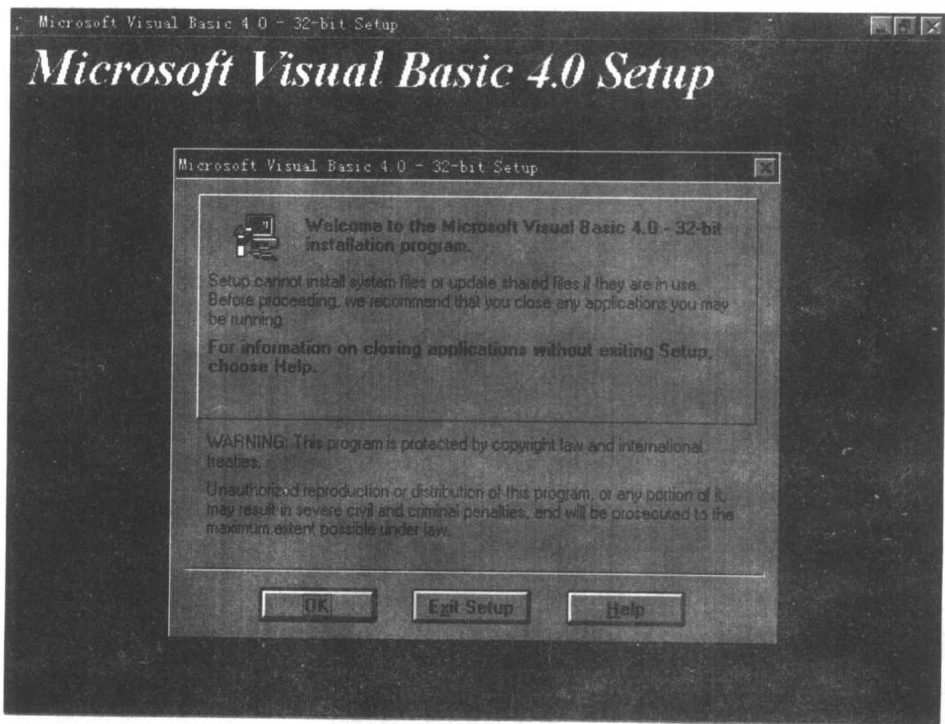 Microsoft Visual Basic 4.0 - 32-bit Setup
Microsoft Visual Basic 4.0 Setup
Microsoft Visual Basic 4.0 - 32-bit Setup
Welcome to the Microsoft Visual Basic 4.0 - 32-bit
installation program.
Setup cannot install system files or update shared files if they are in use.
Before proceeding, we recommend that you close any applications you may
be running.
For information on closing applications without exiting Setup,
choose Help.
WARNING: This program is protected by copyright law and international
treaties.
Unauthorized reproduction or distribution of this program, or any portion of it,
may result in severe civil and criminal penalties, and will be prosecuted to the
maximum extent possible under law.
OK
Exit Setup
Help